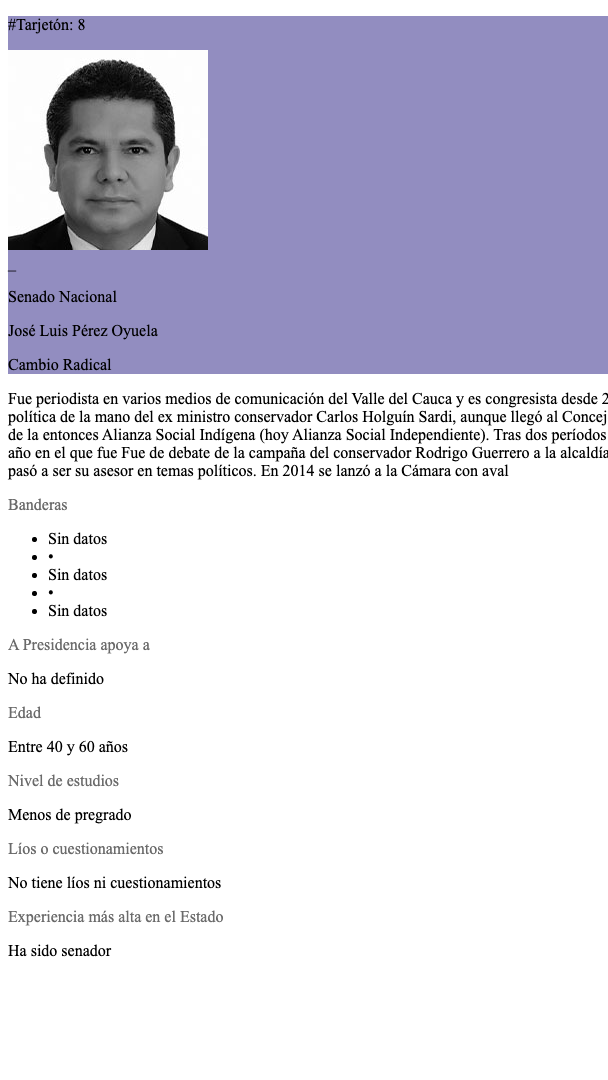 #Tarjetón: 8
_
Senado Nacional
José Luis Pérez Oyuela
Cambio Radical
Fue periodista en varios medios de comunicación del Valle del Cauca y es congresista desde
política de la mano del ex ministro conservador Carlos Holguín Sardi, aunque llegó al
de la entonces Alianza Social Indígena (hoy Alianza Social Independiente). Tras dos períodos
año en el que fue Fue de debate de la campaña del conservador Rodrigo Guerrero a la alcaldía
pasó a ser su asesor en temas políticos. En 2014 se lanzó a la Cámara con aval
Banderas
• Sin datos
• •
• Sin datos
• •
• Sin datos
A Presidencia apoya a
No ha definido
Edad
Entre 40 y 60 años
Nivel de estudios
Menos de pregrado
Líos o cuestionamientos
No tiene líos ni cuestionamientos
Experiencia más alta en el Estado
Ha sido senador